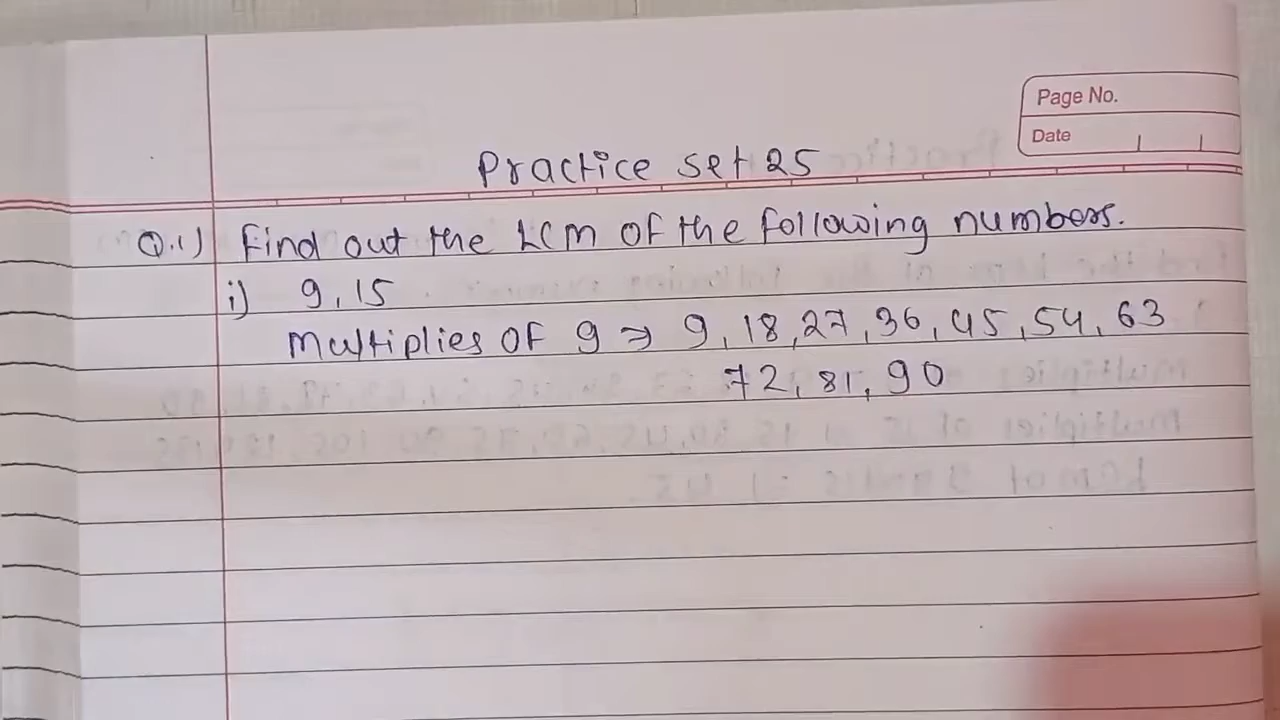 Page No.
Date
Practice set 25
Q.1) Find out the LCM of the following numbers.
i) 9, 15
Multiplies of 9 → 9, 18, 27, 36, 45, 54, 63
72, 81, 90